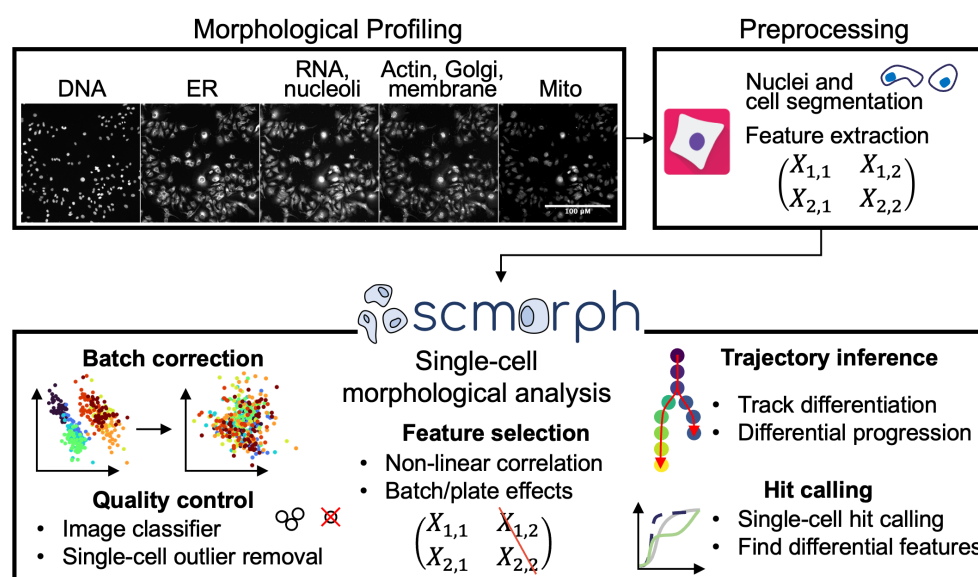 Morphological Profiling
DNA
ER
RNA,
nucleoli
Actin, Golgi,
membrane
Mito
100 µM
Preprocessing
Nuclei and
cell segmentation
Feature extraction
X1,1 X1,2
X2,1 X2,2
scmorph
Single-cell
morphological analysis
Batch correction
Quality control
• Image classifier
• Single-cell outlier removal
Feature selection
• Non-linear correlation
• Batch/plate effects
X1,1 X1,2
X2,1 X2,2
Trajectory inference
• Track differentiation
• Differential progression
Hit calling
• Single-cell hit calling
• Find differential features